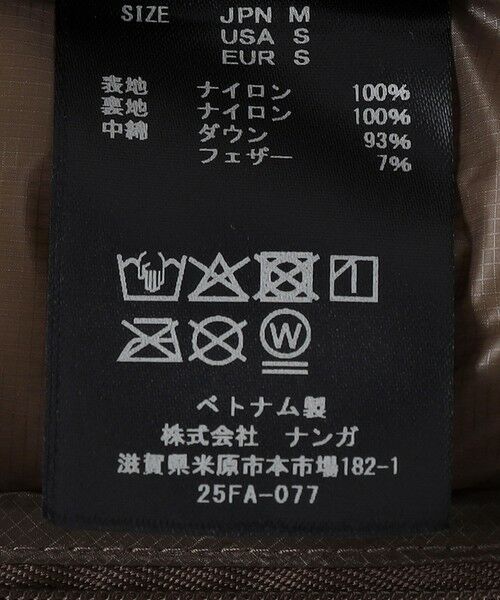 SIZE JPN M
USA S
EUR S
表地 ナイロン 100%
裏地 ナイロン 100%
中綿 ダウン 93%
フェザー 7%
W
ベトナム製
株式会社 ナンガ
滋賀県米原市本市場182-1
25FA-077